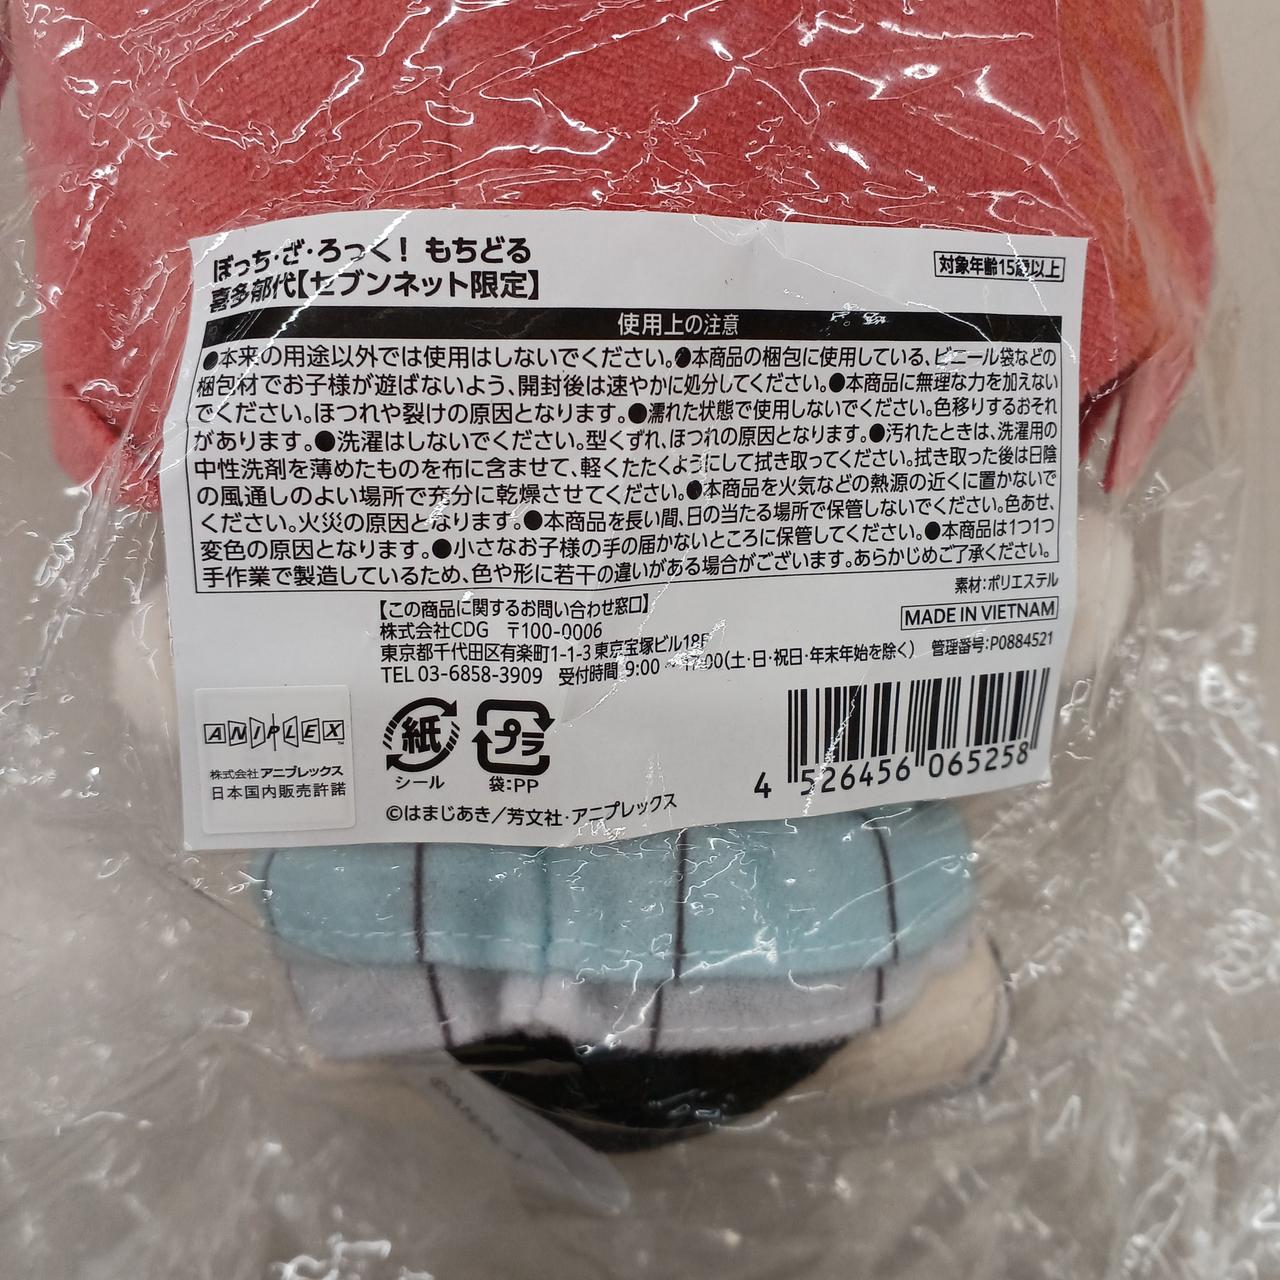 ぼっち・ざ・ろっく！ もちどる
喜多郁代【セブンネット限定】
対象年齢15歳以上
使用上の注意
●本来の用途以外では使用はしないでください。●本商品の梱包に使用している、ビニール袋などの
梱包材でお子様が遊ばないよう、開封後は速やかに処分してください。●本商品に無理な力を加えない
でください。ほつれや裂けの原因となります。●濡れた状態で使用しないでください。色移りするおそれ
があります。●洗濯はしないでください。型くずれ、ほつれの原因となります。●汚れたときは、洗濯用の
中性洗剤を薄めたものを布に含ませて、軽くたたくようにして拭き取ってください。拭き取った後は日陰
の風通しのよい場所で充分に乾燥させてください。●本商品を火気などの熱源の近くに置かないで
ください。火災の原因となります。●本商品を長い間、日の当たる場所で保管しないでください。色あせ、
変色の原因となります。●小さなお子様の手の届かないところに保管してください。●本商品は1つ1つ
手作業で製造しているため、色や形に若干の違いがある場合がございます。あらかじめご了承ください。
素材：ポリエステル
【この商品に関するお問い合わせ窓口】
MADE IN VIETNAM
株式会社CDG 〒100-0006
東京都千代田区有楽町1-1-3 東京宝塚ビル18F
管理番号：P0884521
TEL 03-6858-3909 受付時間 9:00 (土・日・祝日・年末年始を除く)
ANIPLEX
株式会社 アニプレックス
日本国内販売許諾
紙
シール
プラ
袋：PP
4 526456 065258
©はまじあき／芳文社・アニプレックス